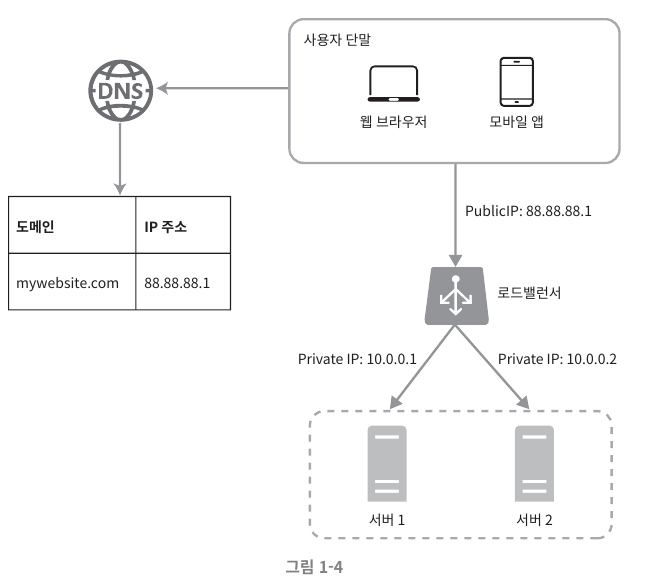 사용자 단말
DNS
웹 브라우저
모바일 앱
도메인
IP 주소
mywebsite.com
88.88.88.1
PublicIP: 88.88.88.1
로드밸런서
Private IP: 10.0.0.1
Private IP: 10.0.0.2
서버 1
서버 2
그림 1-4